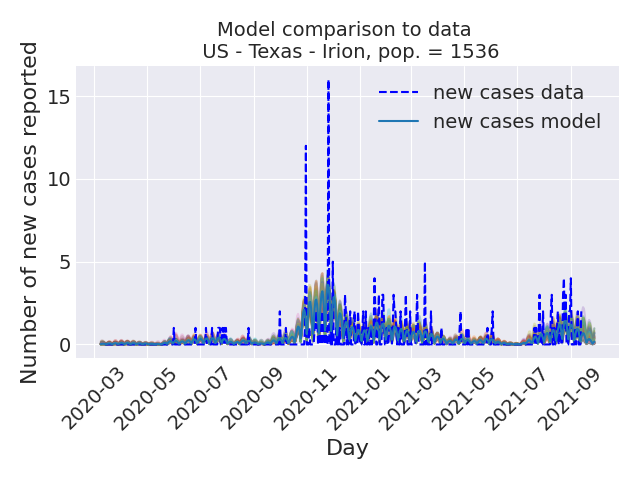 Model comparison to data
US - Texas - Irion, pop. = 1536
Number of new cases reported
15
10
5
0
new cases data
new cases model
2020-03
2020-05
2020-07
2020-09
2020-11
2021-01
2021-03
2021-05
2021-07
2021-09
Day